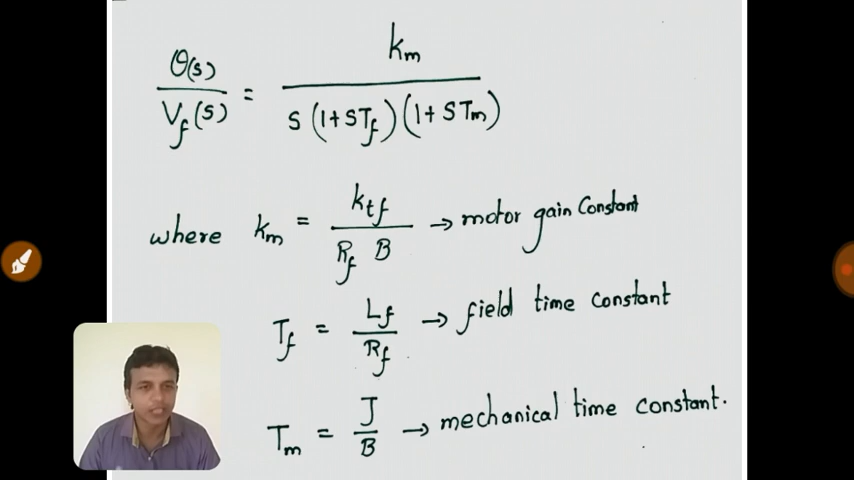 θ(s) / V_f(s) = k_m / s(1+sT_f)(1+sT_m)
where k_m = k_tf / R_f B → motor gain Constant
T_f = L_f / R_f → field time constant
T_m = J / B → mechanical time constant.